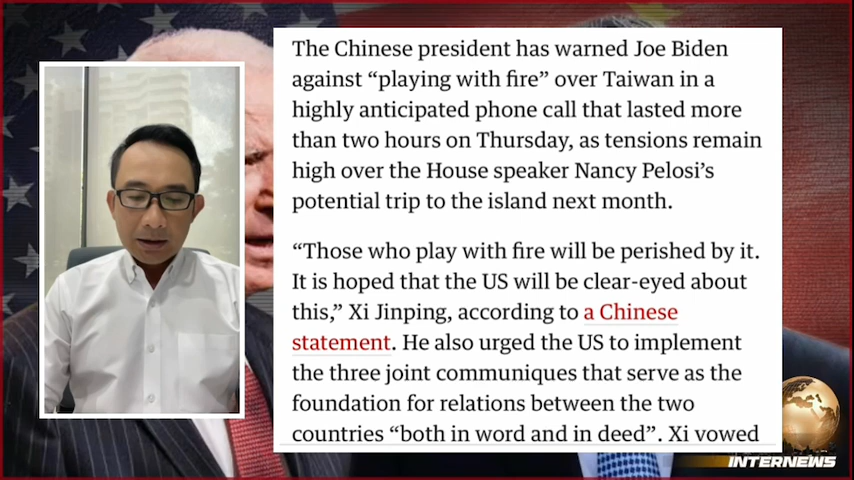 The Chinese president has warned Joe Biden
against “playing with fire” over Taiwan in a
highly anticipated phone call that lasted more
than two hours on Thursday, as tensions remain
high over the House speaker Nancy Pelosi’s
potential trip to the island next month.
“Those who play with fire will be perished by it.
It is hoped that the US will be clear-eyed about
this,” Xi Jinping, according to a Chinese
statement. He also urged the US to implement
the three joint communiques that serve as the
foundation for relations between the two
countries “both in word and in deed”. Xi vowed
INTERNEWS